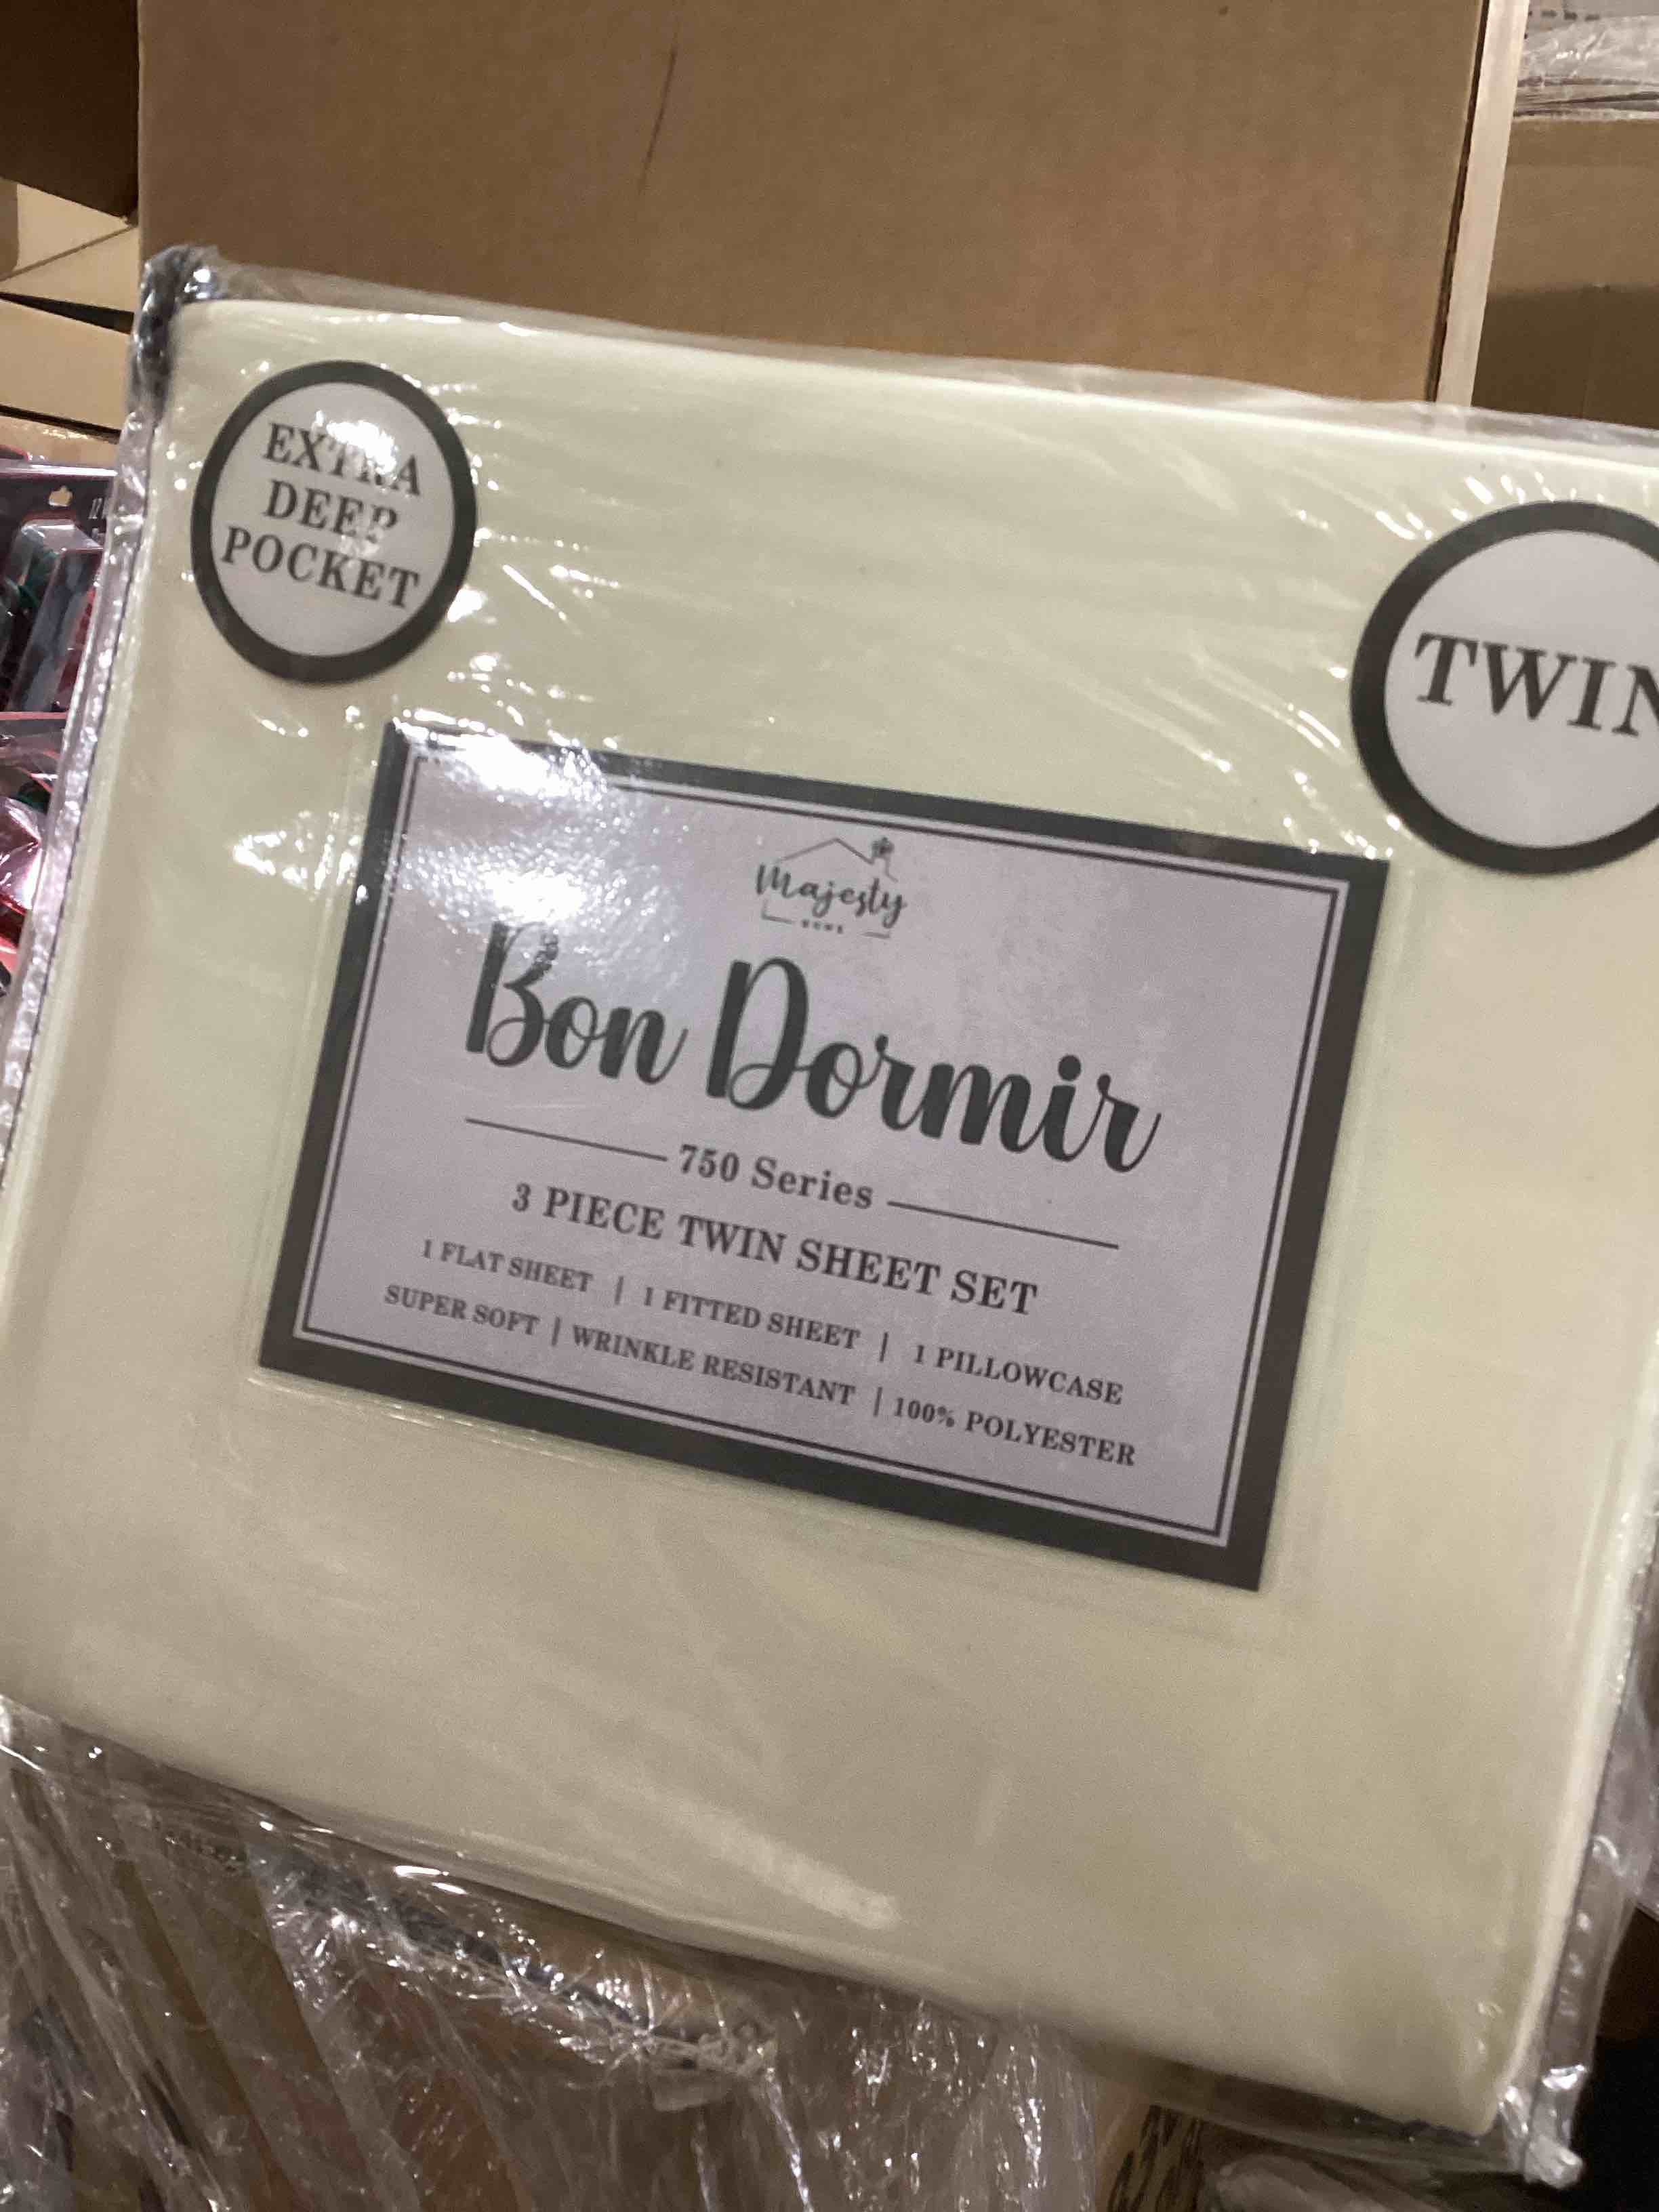 EXTRA
DEEP
POCKET
TWIN
Majesty
HOME
Bon Dormir
750 Series
3 PIECE TWIN SHEET SET
1 FLAT SHEET | 1 FITTED SHEET | 1 PILLOWCASE
SUPER SOFT | WRINKLE RESISTANT | 100% POLYESTER